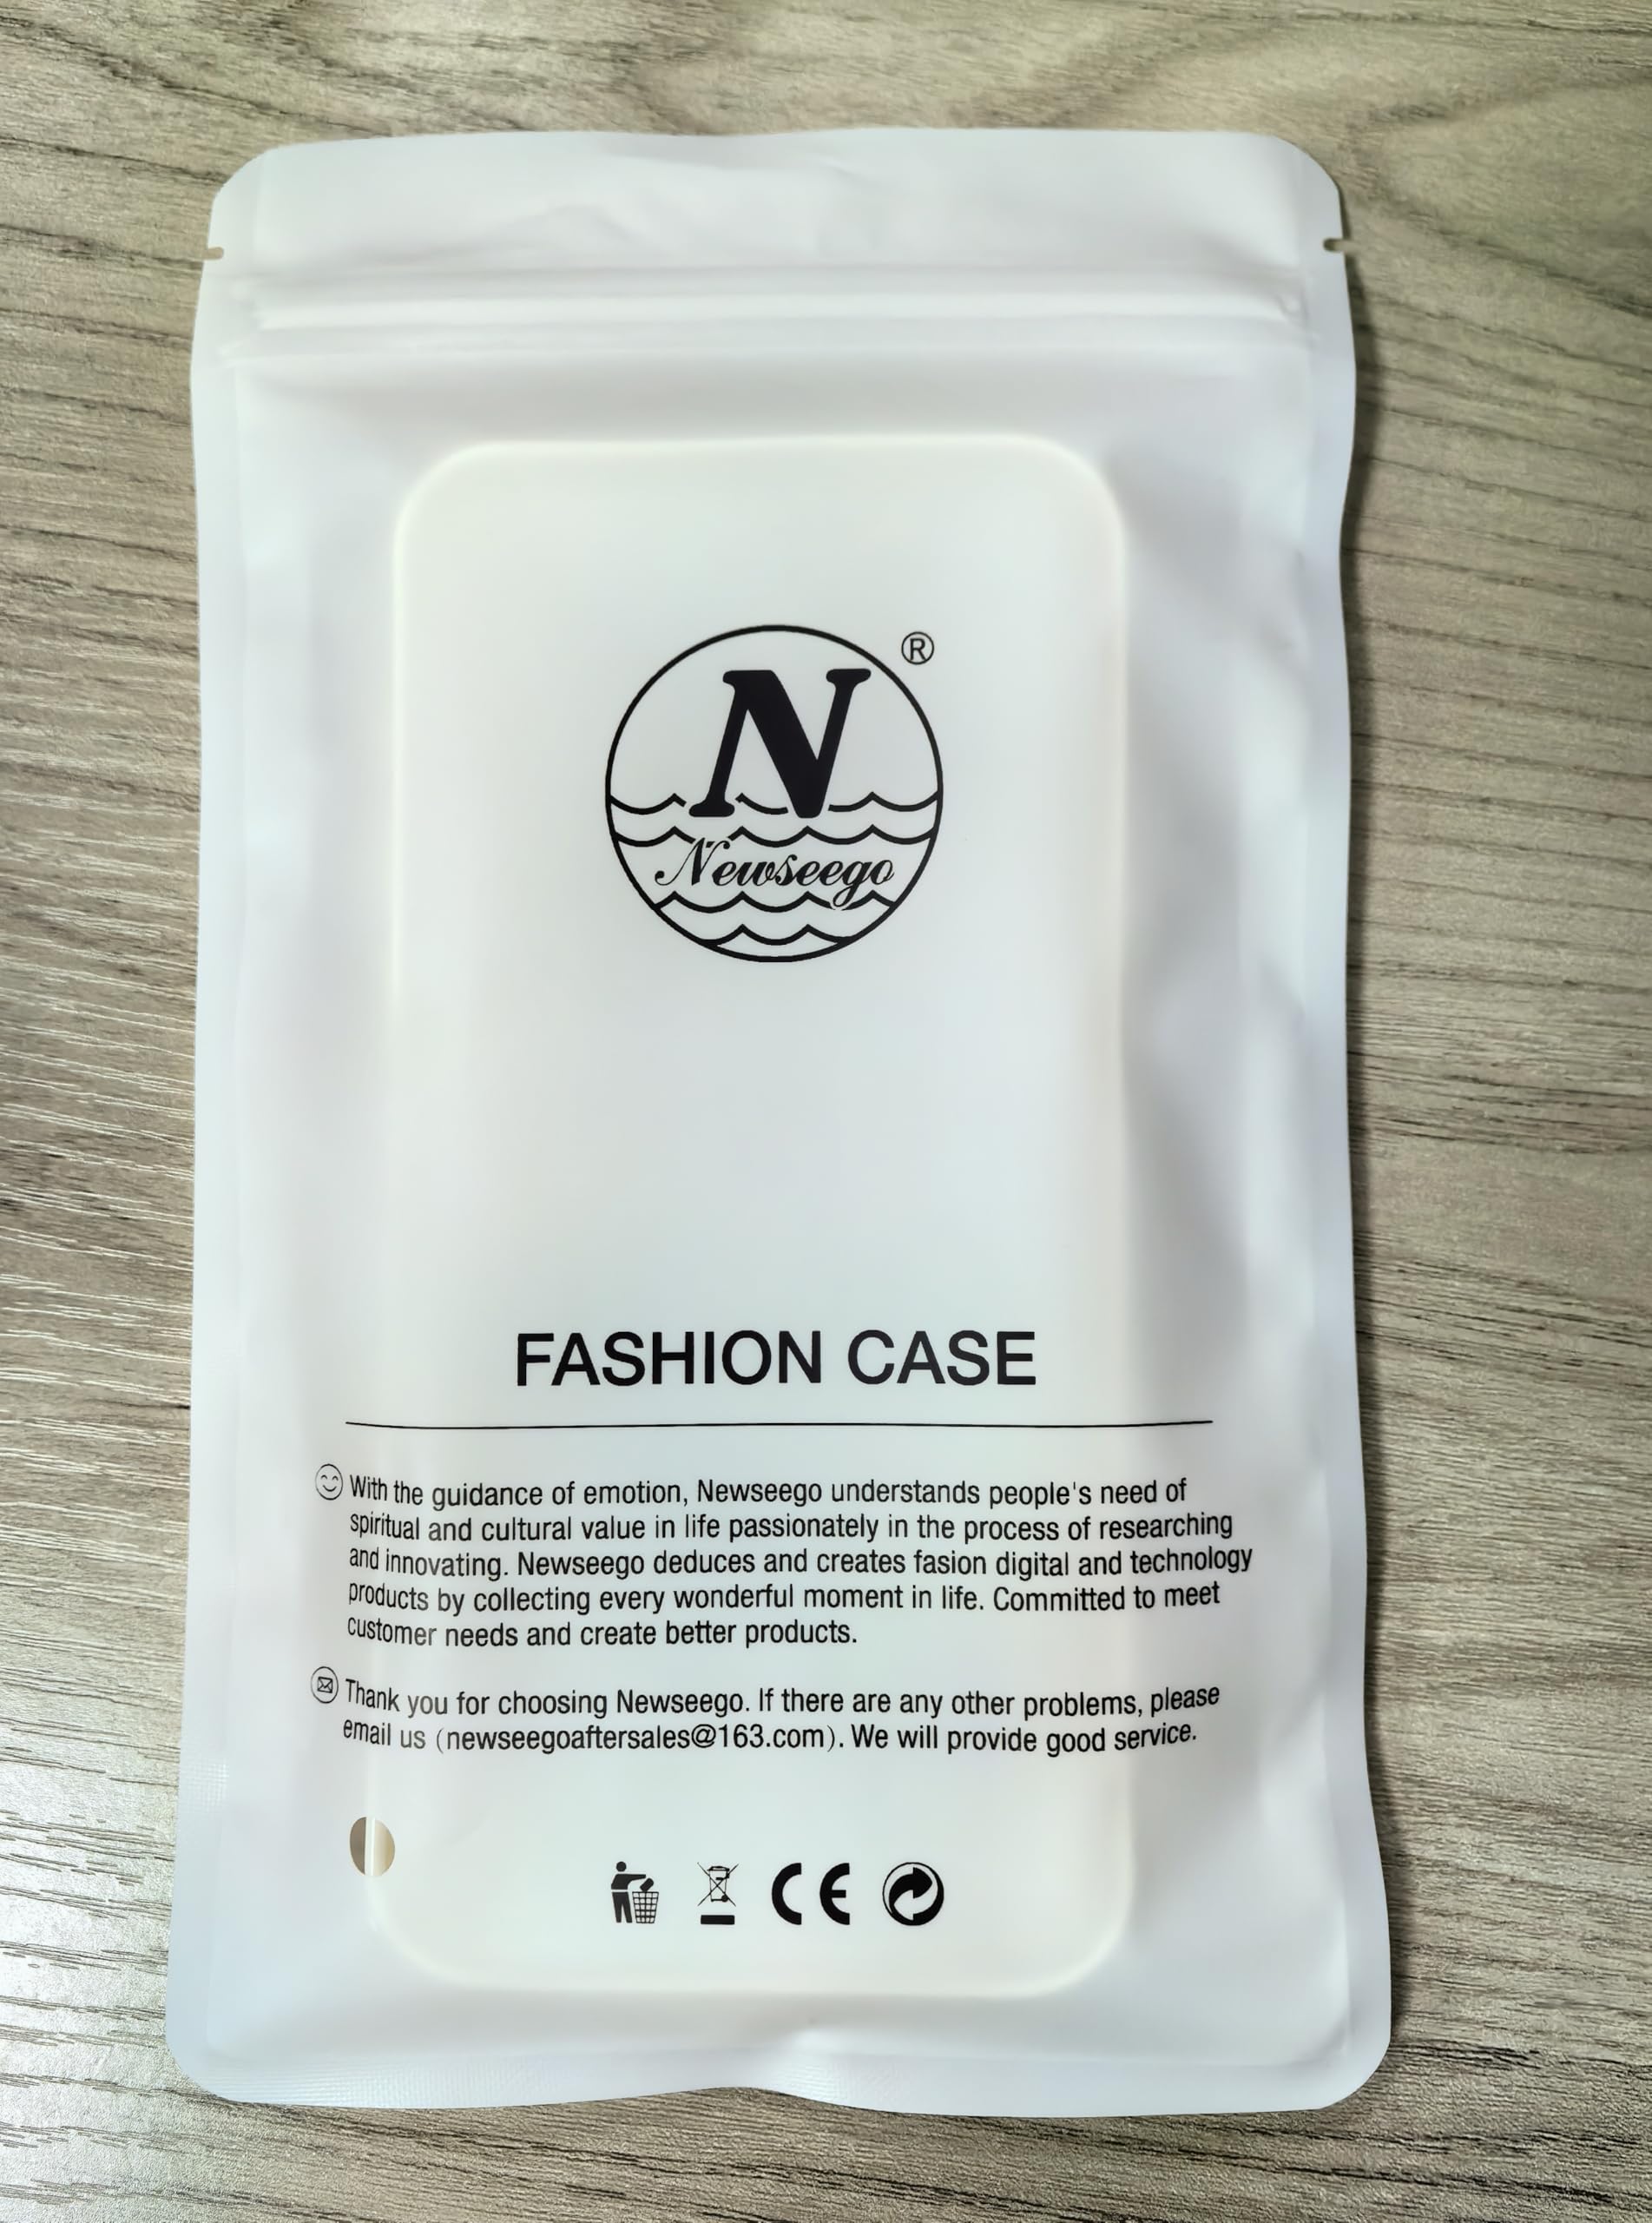 ®
N
Newseego
FASHION CASE
With the guidance of emotion, Newseego understands people's need of
spiritual and cultural value in life passionately in the process of researching
and innovating. Newseego deduces and creates fasion digital and technology
products by collecting every wonderful moment in life. Committed to meet
customer needs and create better products.
Thank you for choosing Newseego. If there are any other problems, please
email us (newseegoaftersales@163.com). We will provide good service.
CE